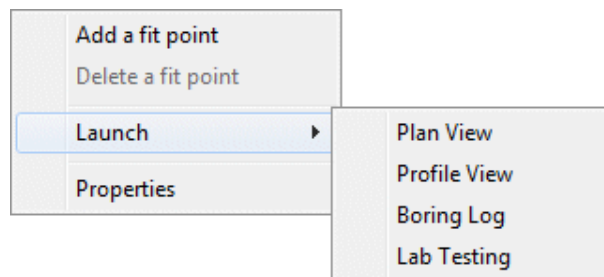 Add a fit point
Delete a fit point
Launch
Properties
Plan View
Profile View
Boring Log
Lab Testing